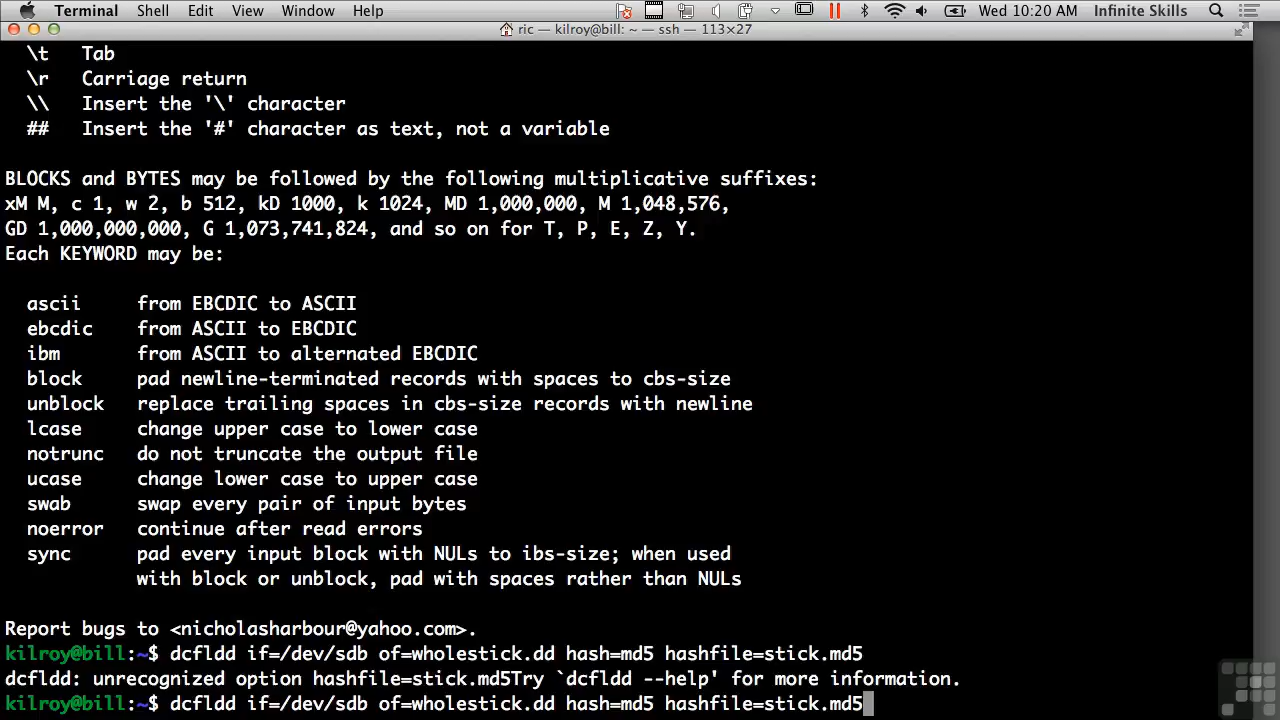 Terminal Shell Edit View Window Help Wed 10:20 AM Infinite Skills
ric — kilroy@bill: ~ — ssh — 113×27
\t Tab
\r Carriage return
\\ Insert the '\' character
## Insert the '#' character as text, not a variable
BLOCKS and BYTES may be followed by the following multiplicative suffixes:
xM M, c 1, w 2, b 512, kD 1000, k 1024, MD 1,000,000, M 1,048,576,
GD 1,000,000,000, G 1,073,741,824, and so on for T, P, E, Z, Y.
Each KEYWORD may be:
ascii from EBCDIC to ASCII
ebcdic from ASCII to EBCDIC
ibm from ASCII to alternated EBCDIC
block pad newline-terminated records with spaces to cbs-size
unblock replace trailing spaces in cbs-size records with newline
lcase change upper case to lower case
notrunc do not truncate the output file
ucase change lower case to upper case
swab swap every pair of input bytes
noerror continue after read errors
sync pad every input block with NULs to ibs-size; when used
with block or unblock, pad with spaces rather than NULs
Report bugs to <nicholasharbour@yahoo.com>.
kilroy@bill:~$ dcfldd if=/dev/sdb of=wholestick.dd hash=md5 hashfile=stick.md5
dcfldd: unrecognized option hashfile=stick.md5Try `dcfldd --help' for more information.
kilroy@bill:~$ dcfldd if=/dev/sdb of=wholestick.dd hash=md5 hashfile=stick.md5